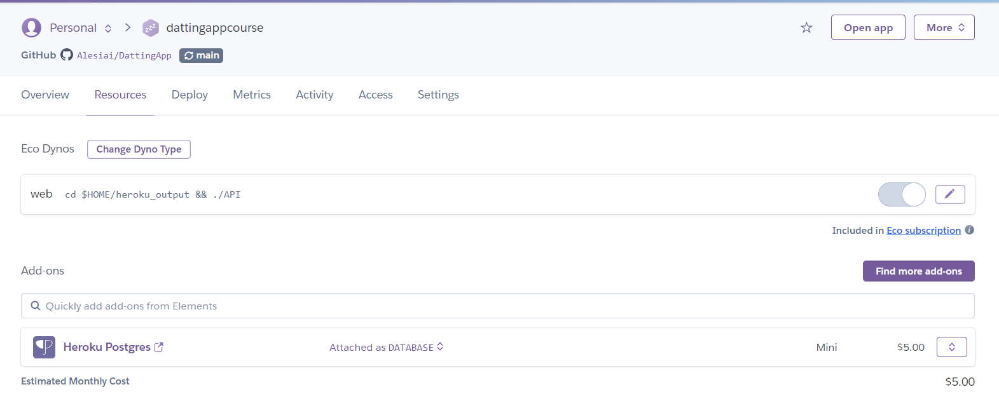 Personal > dattingappcourse
Open app
More
GitHub Alesiai/DattingApp main
Overview Resources Deploy Metrics Activity Access Settings
Eco Dynos Change Dyno Type
web cd $HOME/heroku_output && ./API
Included in Eco subscription i
Add-ons
Find more add-ons
Quickly add add-ons from Elements
Heroku Postgres Attached as DATABASE Mini $5.00
Estimated Monthly Cost $5.00